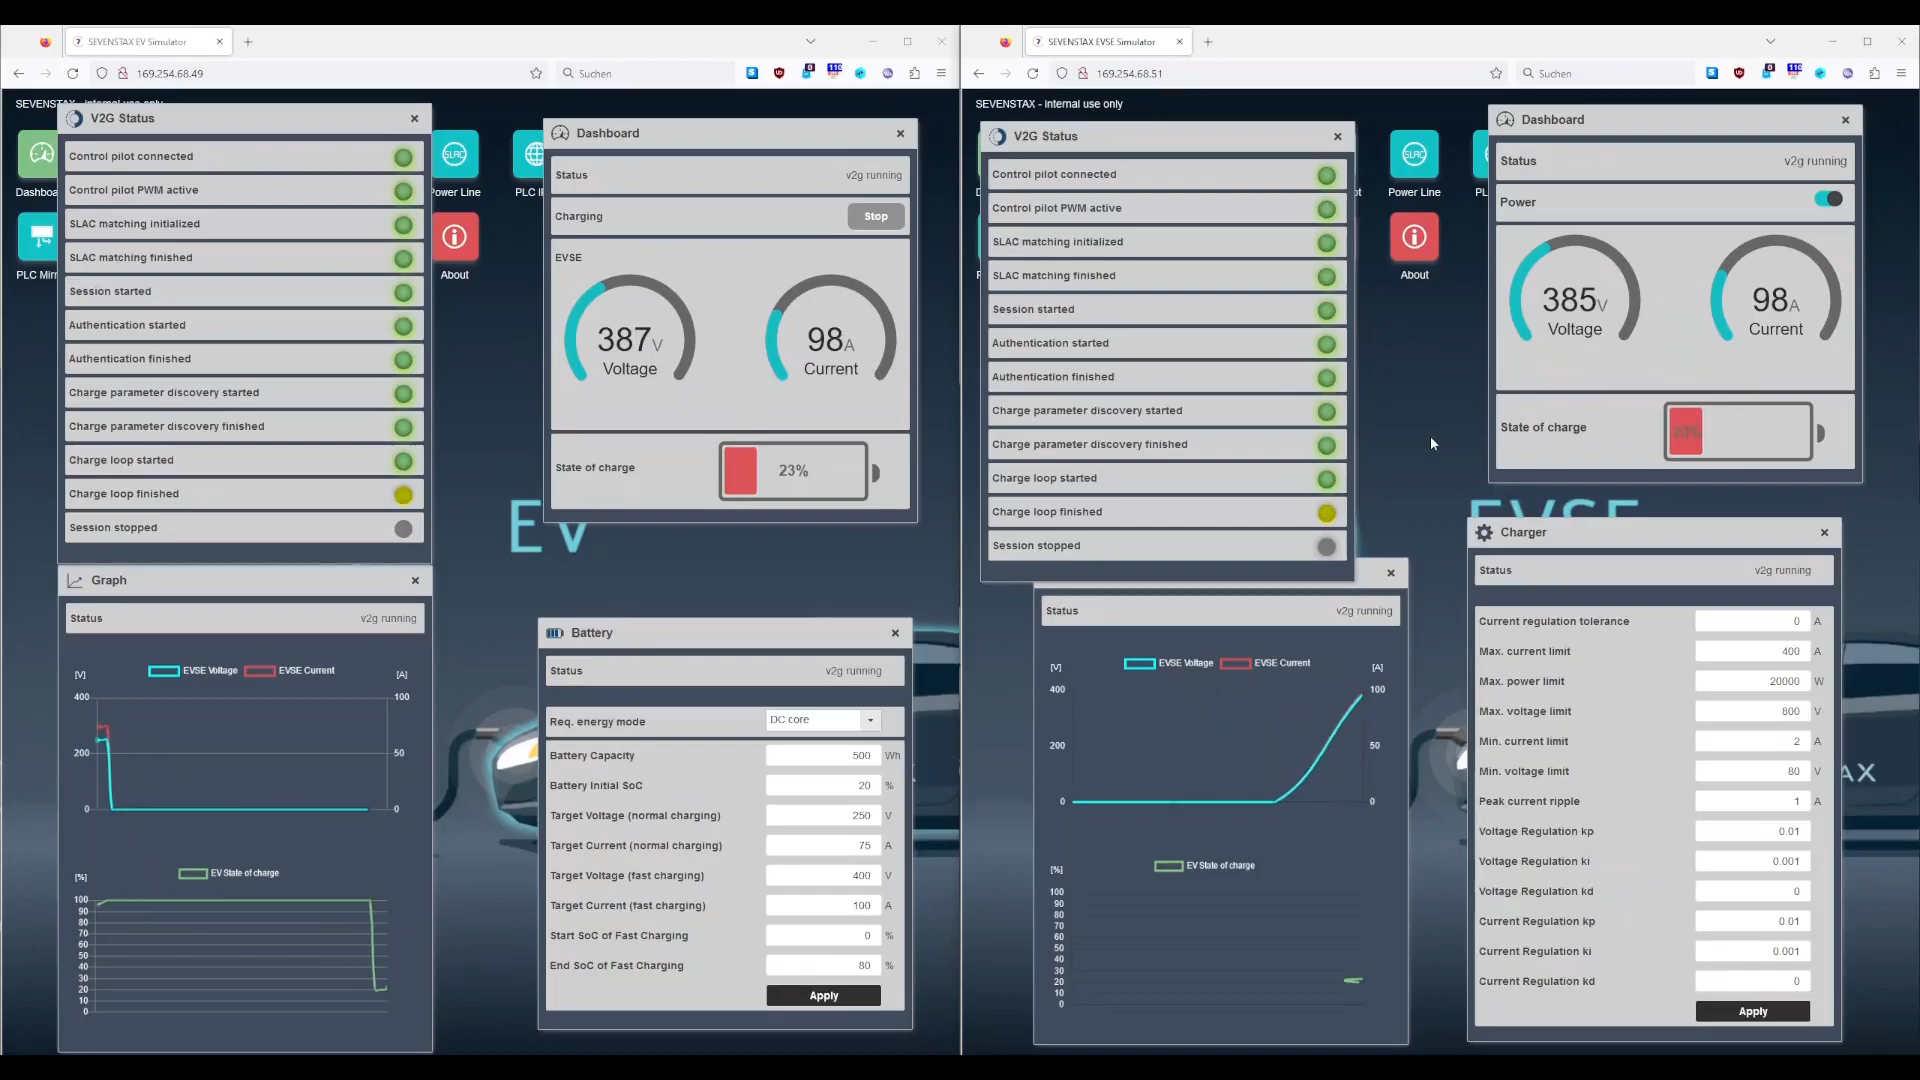 SEVENSTAX EV Simulator
169.254.68.49
Suchen
SEVENSTAX - internal use only
V2G Status
Control pilot connected
Control pilot PWM active
SLAC matching initialized
SLAC matching finished
Session started
Authentication started
Authentication finished
Charge parameter discovery started
Charge parameter discovery finished
Charge loop started
Charge loop finished
Session stopped
Graph
Status v2g running
[V] EVSE Voltage EVSE Current [A]
400 100
200 50
0 0
[%] EV State of charge
100
90
80
70
60
50
40
30
20
10
0
SLAC
Power Line
About
Dashboard
Status v2g running
Charging Stop
EVSE
387V 98A
Voltage Current
State of charge 23%
EV
Battery
Status v2g running
Req. energy mode DC core
Battery Capacity 500 Wh
Battery Initial SoC 20 %
Target Voltage (normal charging) 250 V
Target Current (normal charging) 75 A
Target Voltage (fast charging) 400 V
Target Current (fast charging) 100 A
Start SoC of Fast Charging 0 %
End SoC of Fast Charging 80 %
Apply
SEVENSTAX EVSE Simulator
169.254.68.51
Suchen
SEVENSTAX - internal use only
V2G Status
Control pilot connected
Control pilot PWM active
SLAC matching initialized
SLAC matching finished
Session started
Authentication started
Authentication finished
Charge parameter discovery started
Charge parameter discovery finished
Charge loop started
Charge loop finished
Session stopped
Status v2g running
[V] EVSE Voltage EVSE Current [A]
400 100
200 50
0 0
[%] EV State of charge
100
90
80
70
60
50
40
30
20
10
0
SLAC
Power Line
About
Dashboard
Status v2g running
Power
385V 98A
Voltage Current
State of charge
EVSE
Charger
Status v2g running
Current regulation tolerance 0 A
Max. current limit 400 A
Max. power limit 20000 W
Max. voltage limit 800 V
Min. current limit 2 A
Min. voltage limit 80 V
Peak current ripple 1 A
Voltage Regulation kp 0.01
Voltage Regulation ki 0.001
Voltage Regulation kd 0
Current Regulation kp 0.01
Current Regulation ki 0.001
Current Regulation kd 0
Apply